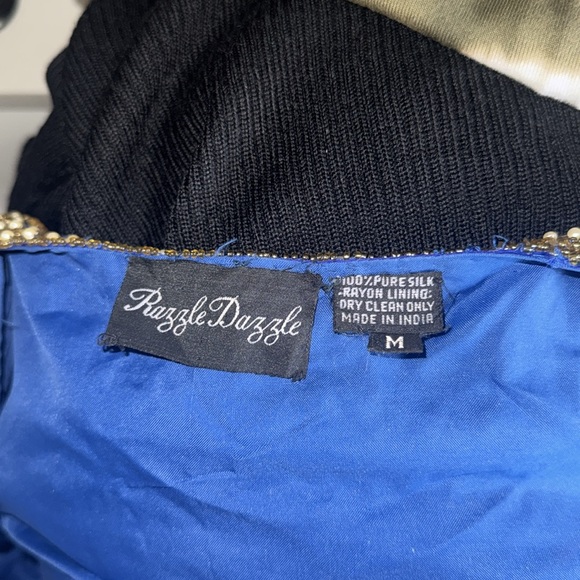 Razzle Dazzle
100% PURE SILK
RAYON LINING
DRY CLEAN ONLY
MADE IN INDIA
M